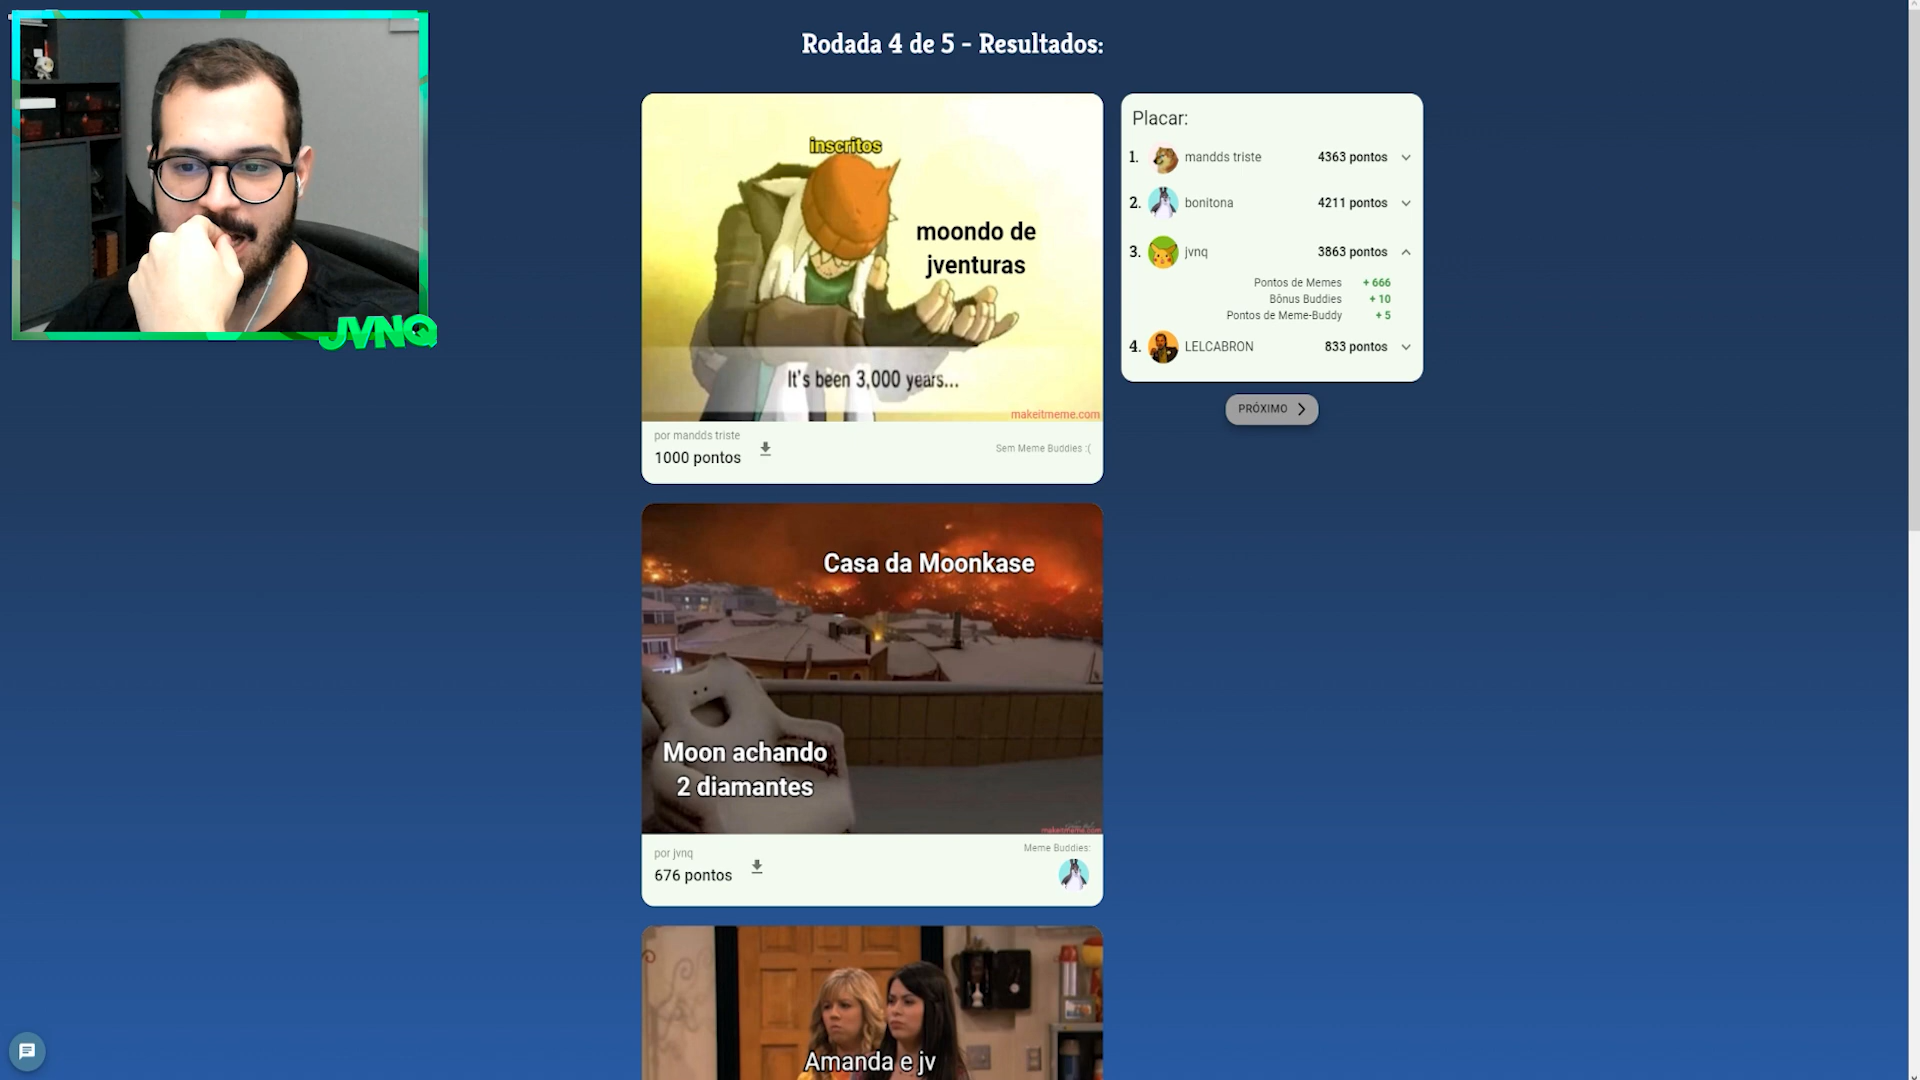 Rodada 4 de 5 - Resultados:
JVNQ
inscritos
moondo de
jventuras
It's been 3,000 years...
makeitmeme.com
por mandds triste
1000 pontos
Sem Meme Buddies :(
Placar:
1. mandds triste 4363 pontos
2. bonitona 4211 pontos
3. jvnq 3863 pontos
Pontos de Memes + 666
Bônus Buddies + 10
Pontos de Meme-Buddy + 5
4. LELCABRON 833 pontos
PRÓXIMO
Casa da Moonkase
Moon achando
2 diamantes
makeitmeme.com
por jvnq
676 pontos
Meme Buddies:
Amanda e jv